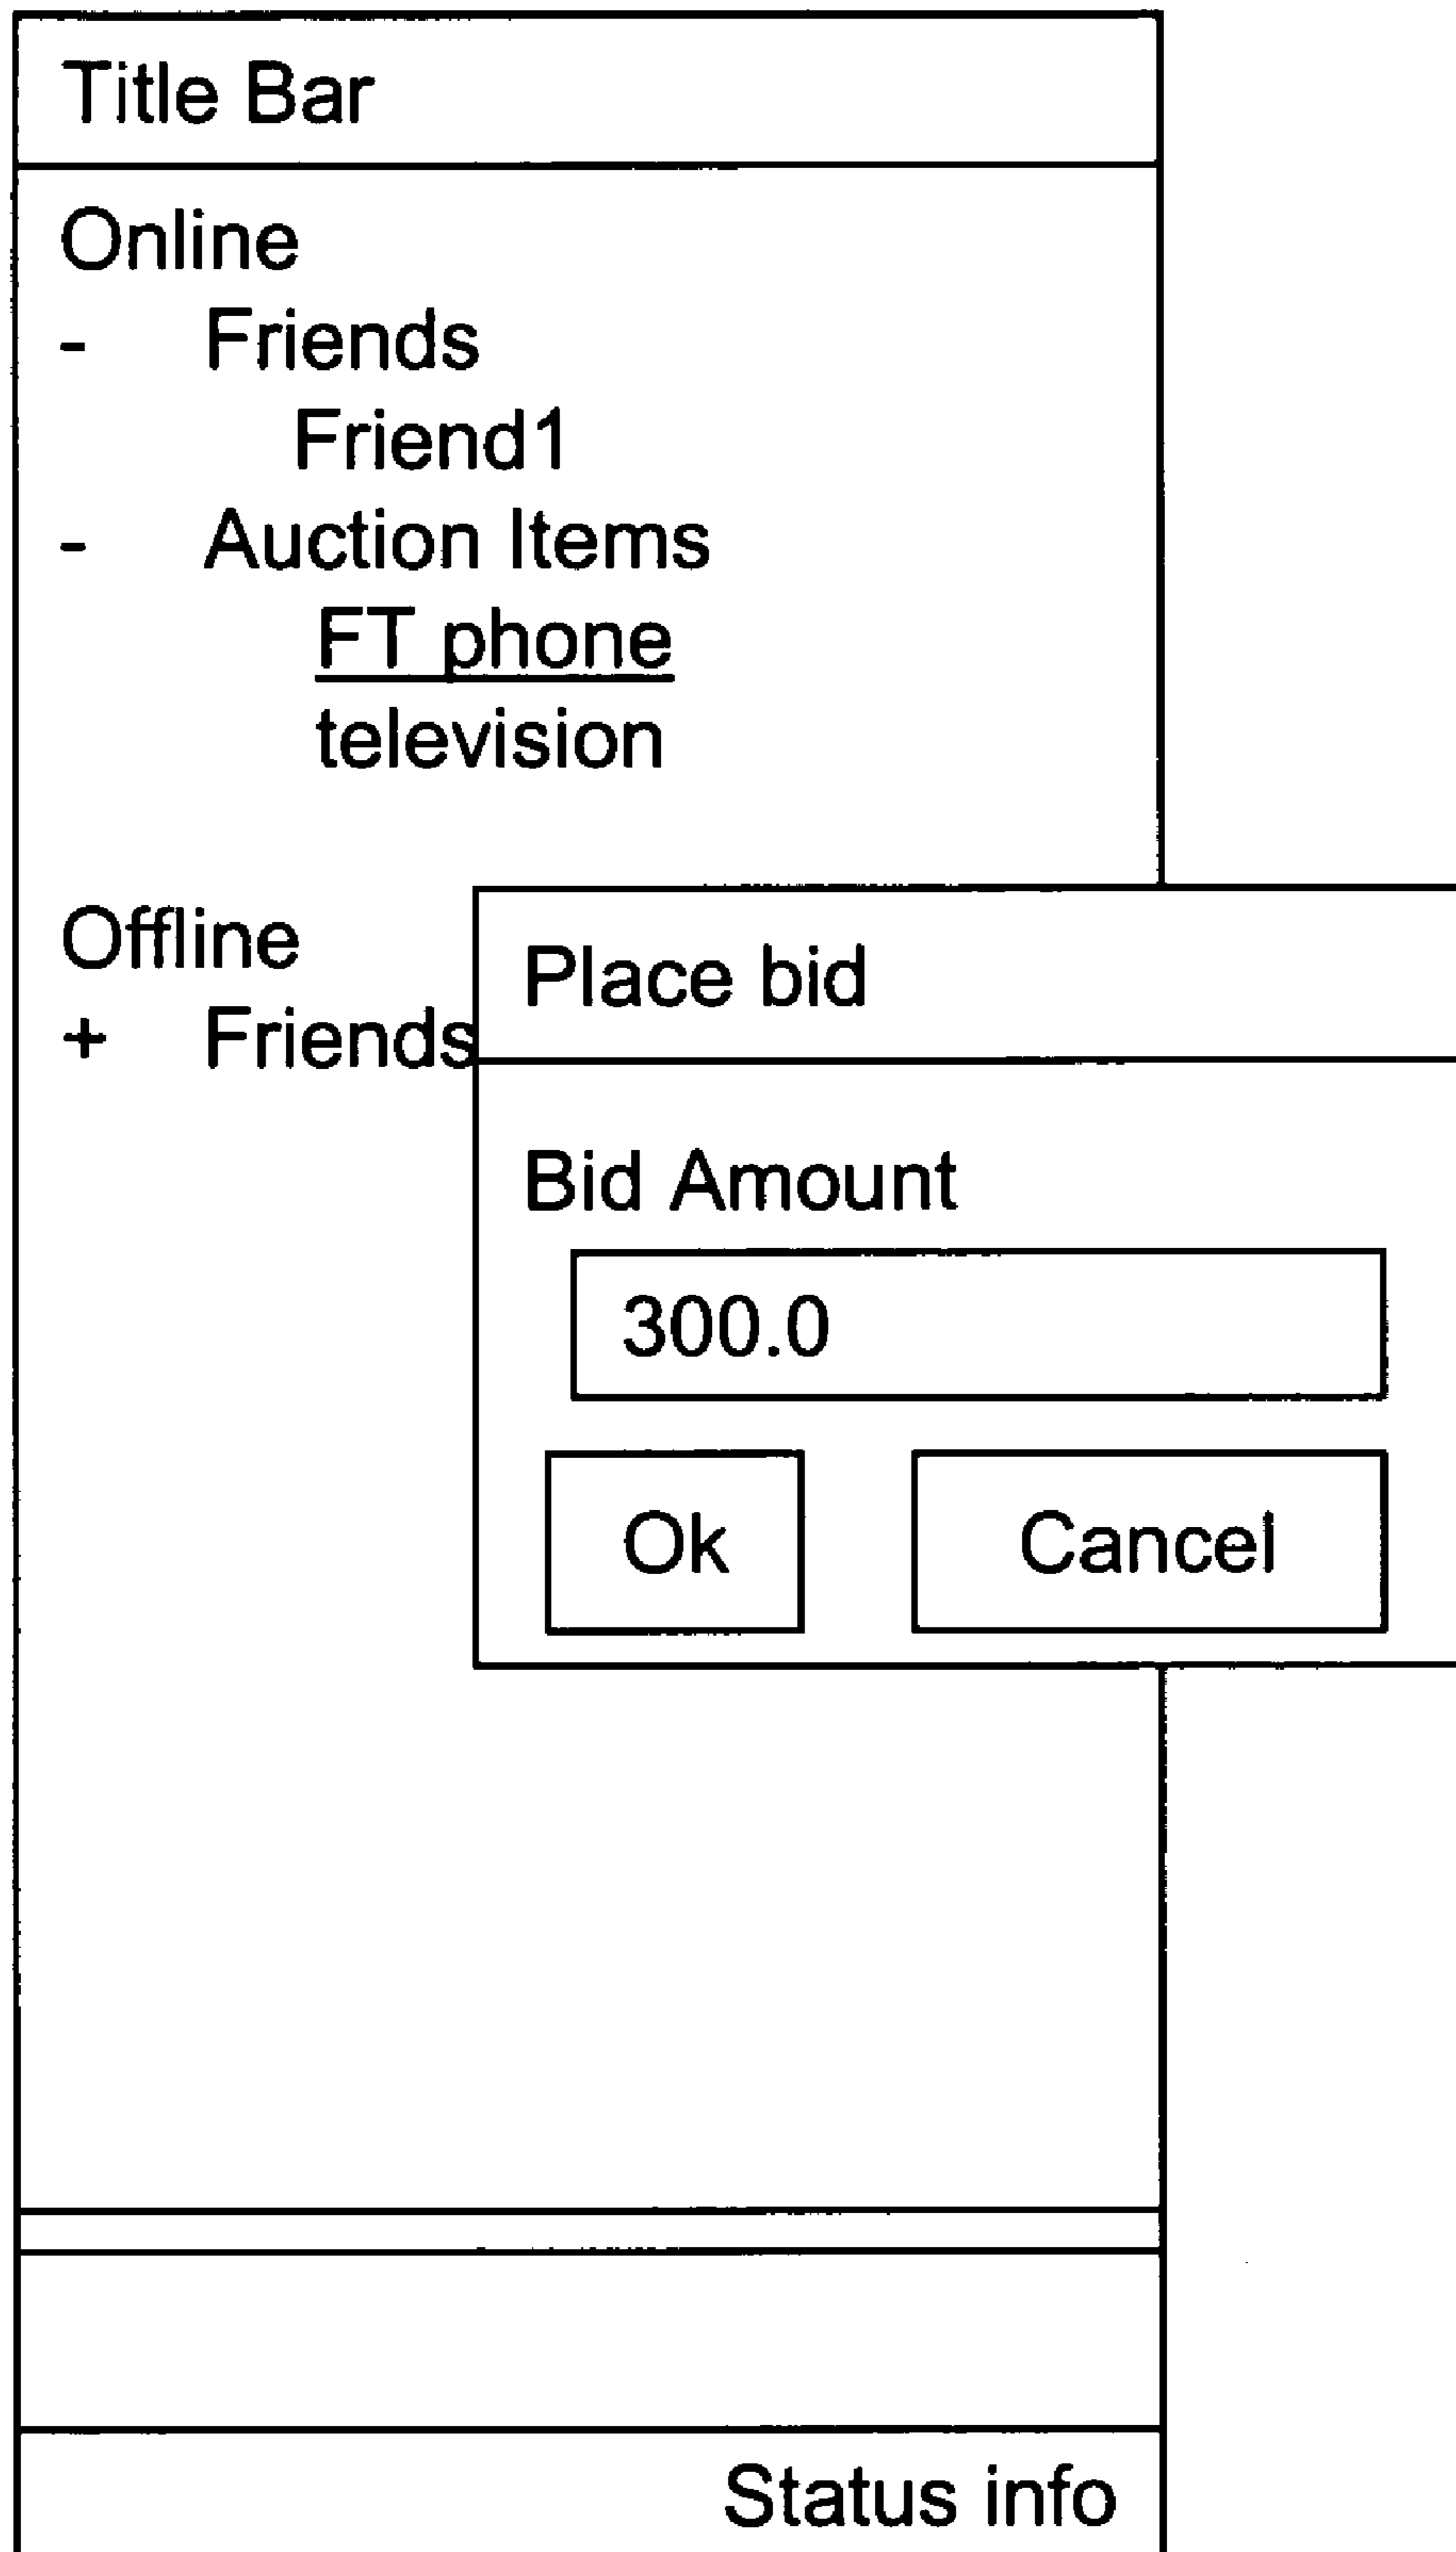 Title Bar
Online
- Friends
Friend1
- Auction Items
FT phone
television
Offline
+ Friends
Place bid
Bid Amount
300.0
Ok Cancel
Status info